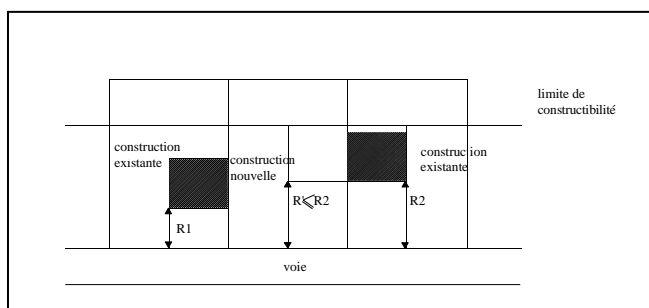 limite de
constructibilité
construction
existante
construction
nouvelle
construction
existante
R1
R'<R2
R2
voie